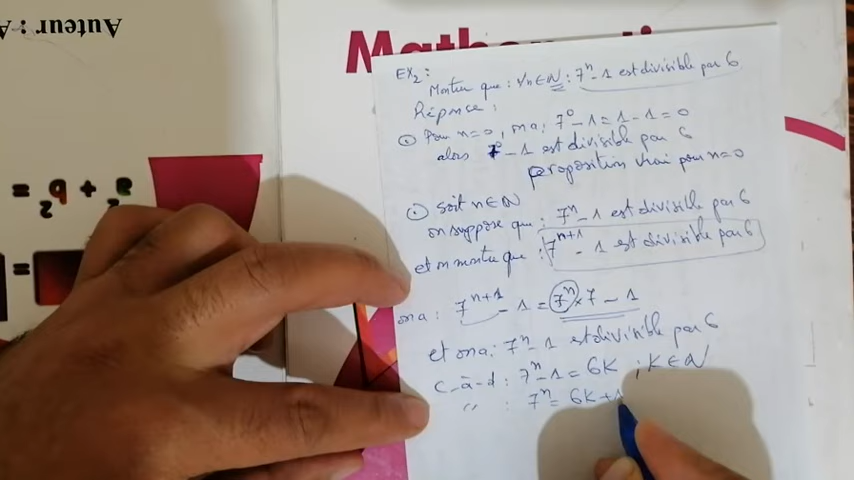 Auteur : A
EX2 :
Montrer que : ∀n∈ℕ : 7ⁿ - 1 est divisible par 6
Réponse :
⊙ Pour n=0, on a : 7⁰ - 1 = 1 - 1 = 0
alors 7⁰ - 1 est divisible par 6
proposition vrai pour n=0
⊙ Soit n∈ℕ
on suppose que : 7ⁿ - 1 est divisible par 6
et on montre que : 7ⁿ⁺¹ - 1 est divisible par 6
on a : 7ⁿ⁺¹ - 1 = 7ⁿ × 7 - 1
et on a : 7ⁿ - 1 est divisible par 6
c-à-d : 7ⁿ - 1 = 6K ; K∈ℕ
" : 7ⁿ = 6K+1